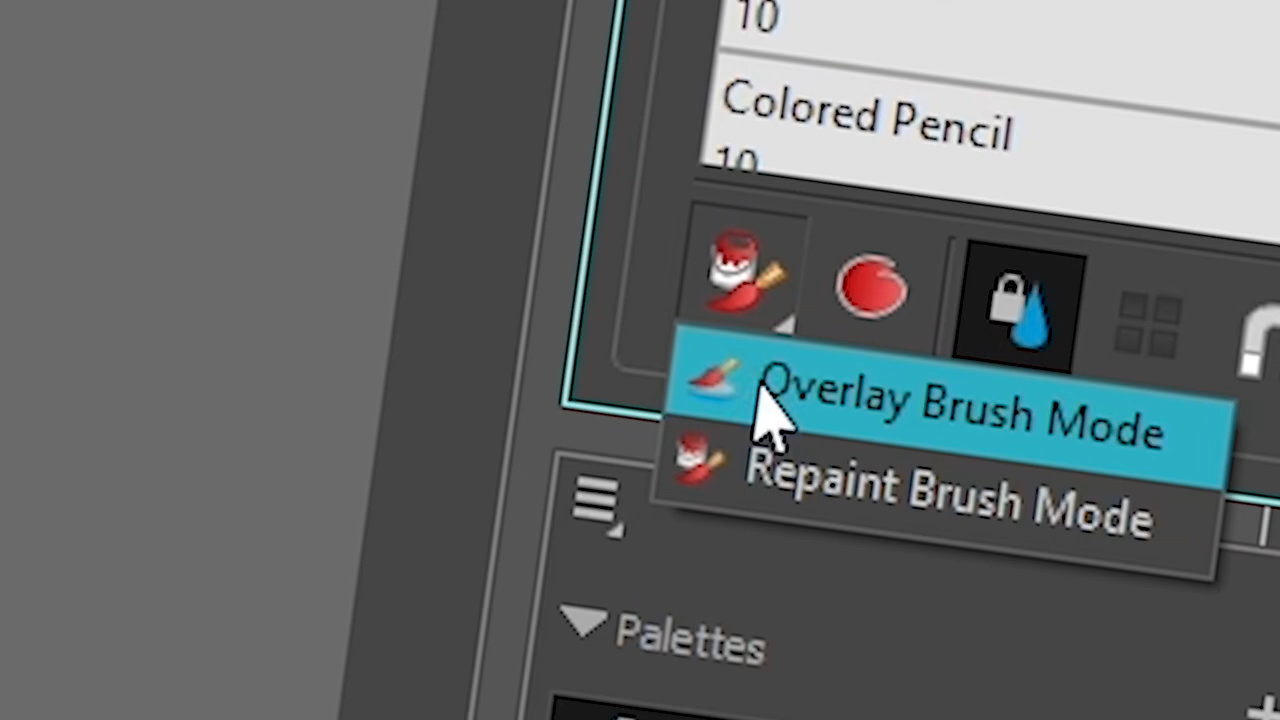 10
Colored Pencil
10
Overlay Brush Mode
Repaint Brush Mode
Palettes